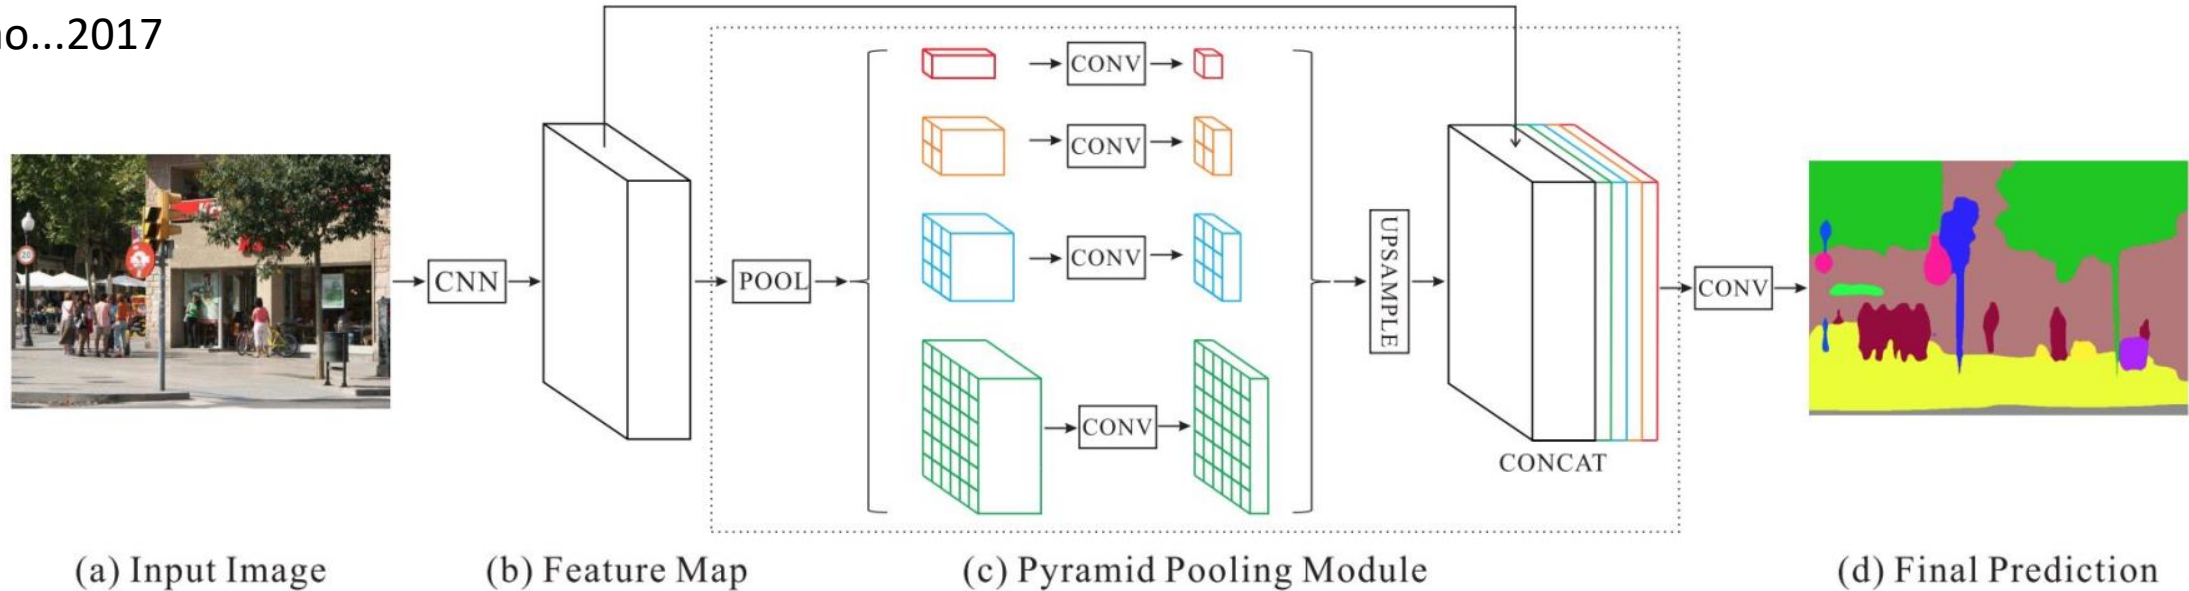 ...2017
CONV
CONV
CONV
CONV
CNN
POOL
UPSAMPLE
CONCAT
CONV
20
(a) Input Image
(b) Feature Map
(c) Pyramid Pooling Module
(d) Final Prediction